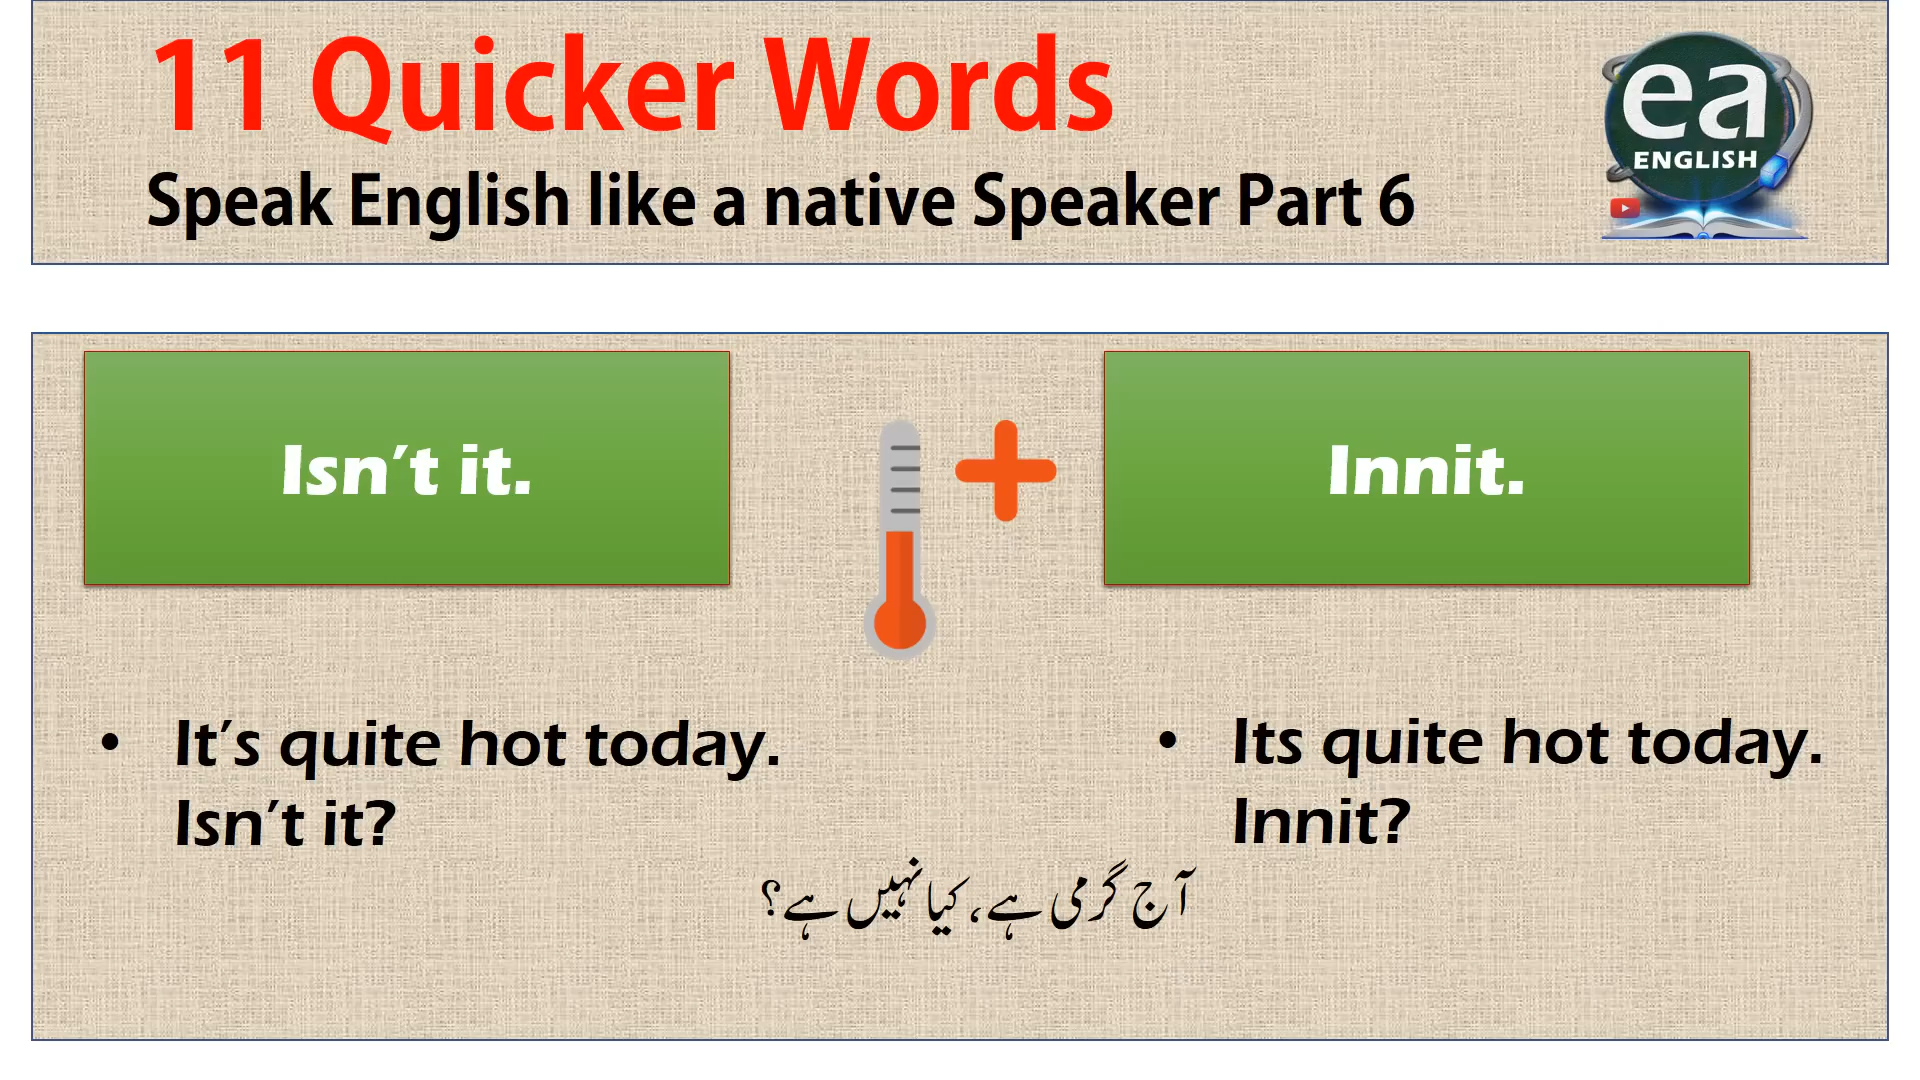 11 Quicker Words
Speak English like a native Speaker Part 6
ea
ENGLISH
Isn’t it.
Innit.
• It’s quite hot today.
Isn’t it?
• Its quite hot today.
Innit?
آج گرمی ہے، کیا نہیں ہے؟